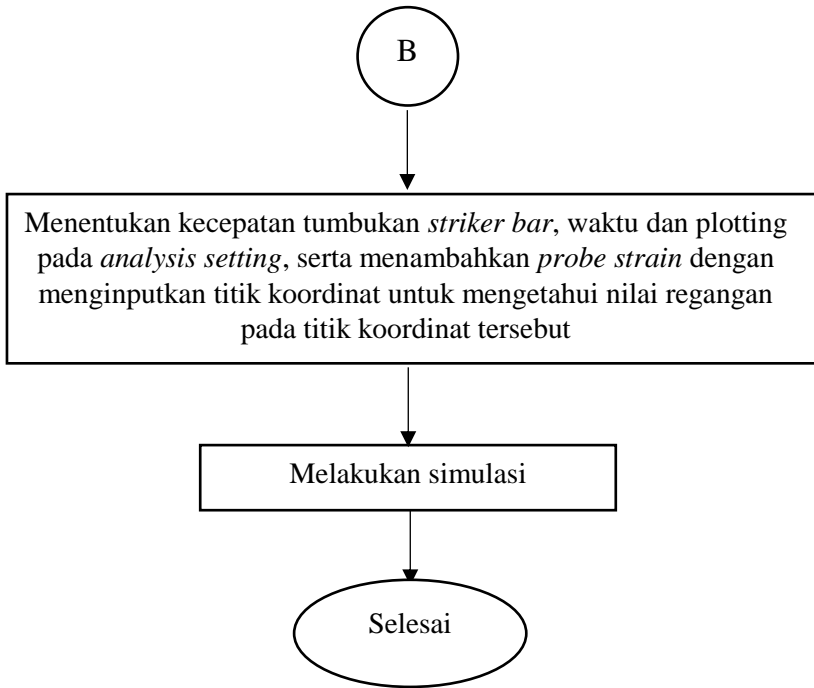 B
Menentukan kecepatan tumbukan striker bar, waktu dan plotting
pada analysis setting, serta menambahkan probe strain dengan
menginputkan titik koordinat untuk mengetahui nilai regangan
pada titik koordinat tersebut
Melakukan simulasi
Selesai